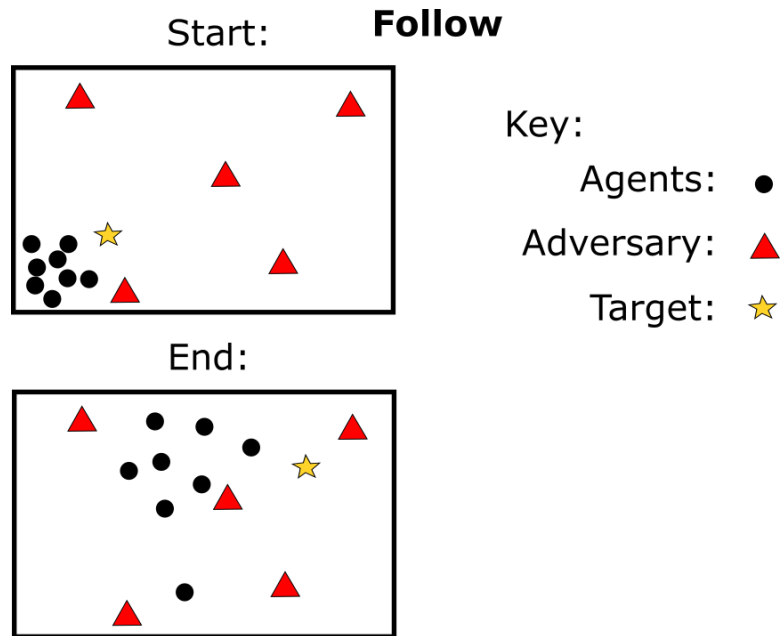 Follow
Start:
Key:
Agents:
Adversary:
Target:
End: